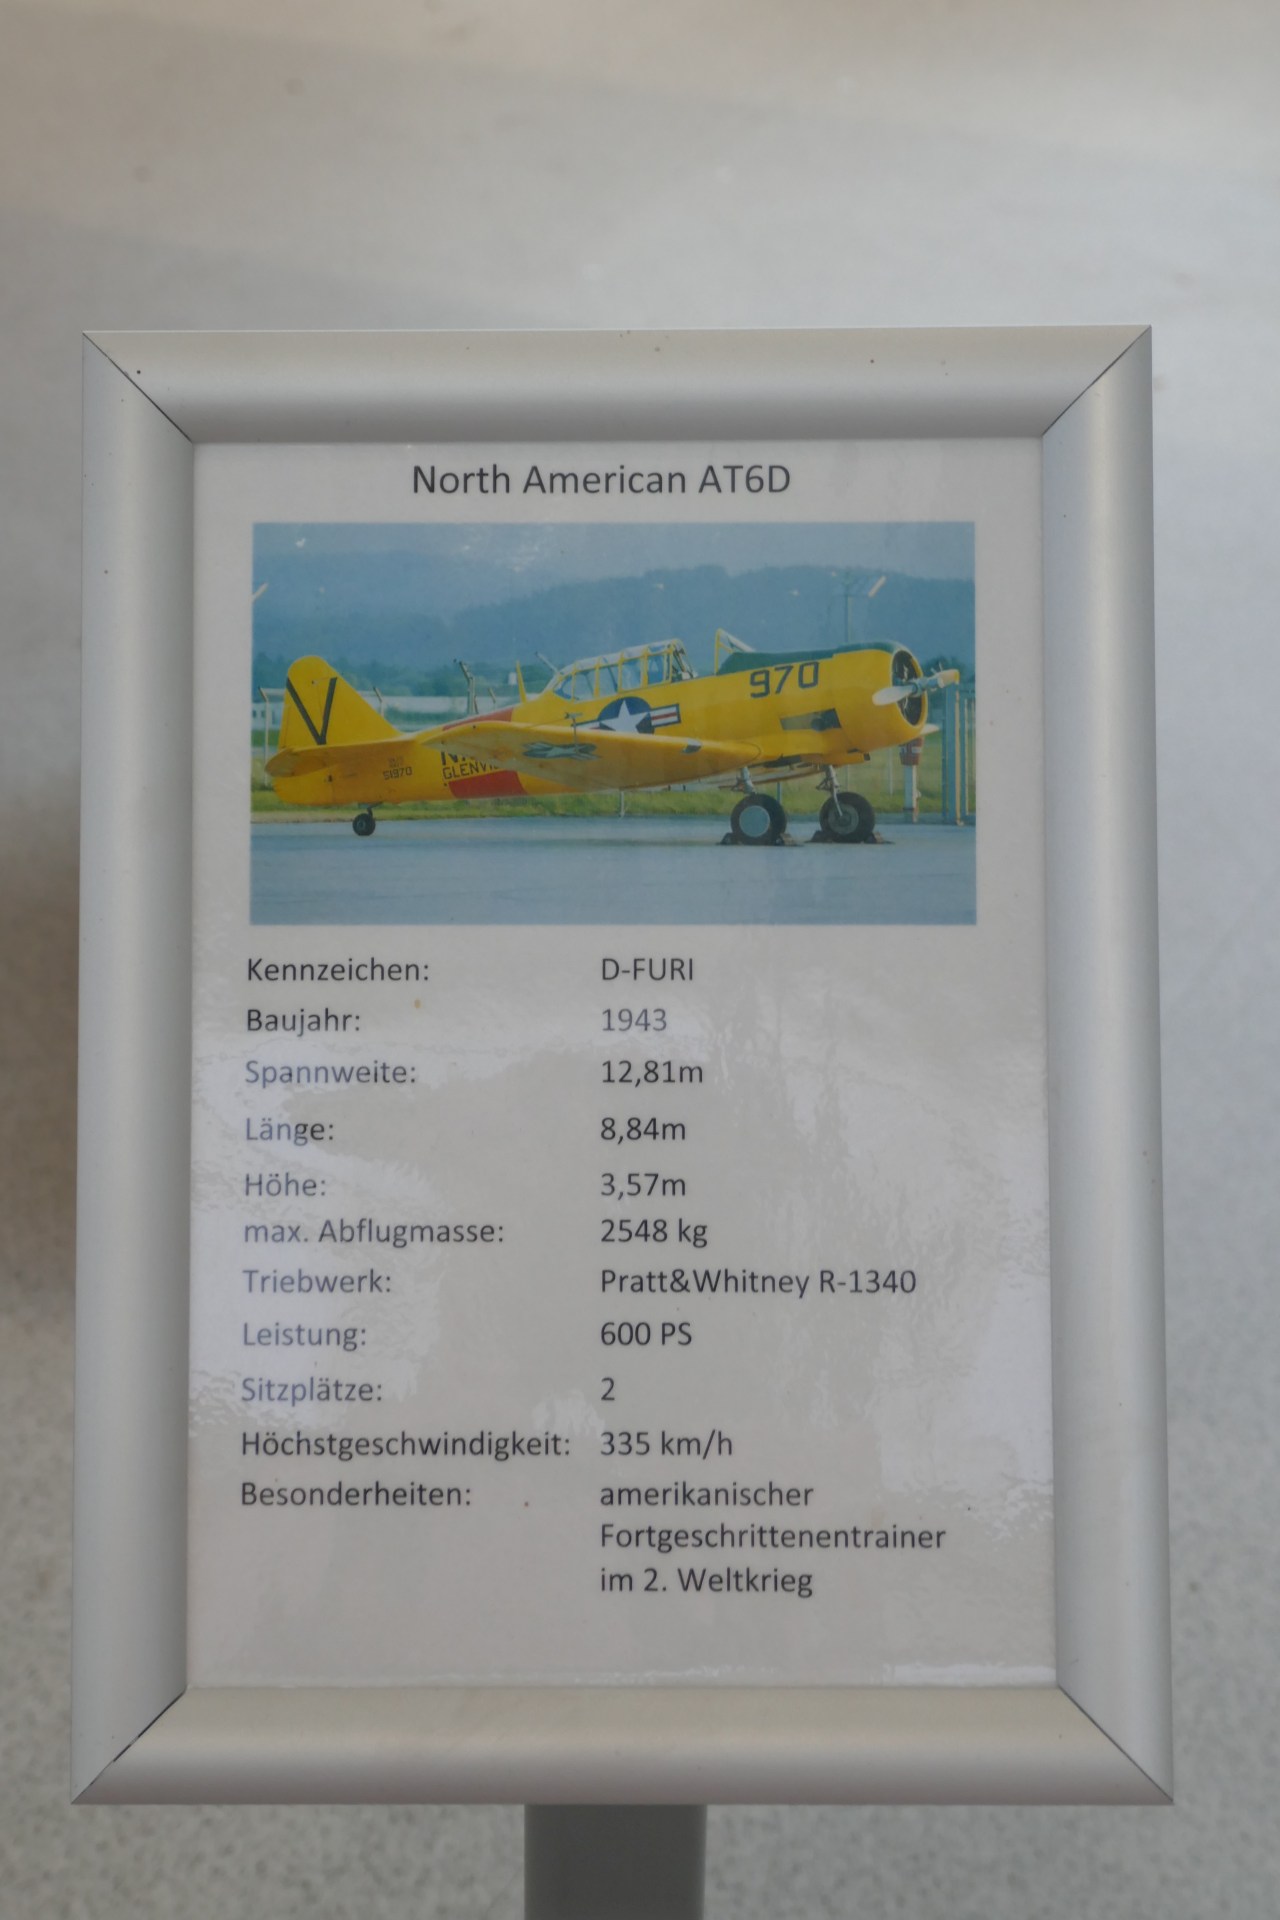 North American AT6D
970
V
51970
GLENVI
Kennzeichen: D-FURI
Baujahr: 1943
Spannweite: 12,81m
Länge: 8,84m
Höhe: 3,57m
max. Abflugmasse: 2548 kg
Triebwerk: Pratt&Whitney R-1340
Leistung: 600 PS
Sitzplätze: 2
Höchstgeschwindigkeit: 335 km/h
Besonderheiten: amerikanischer
Fortgeschrittenentrainer
im 2. Weltkrieg